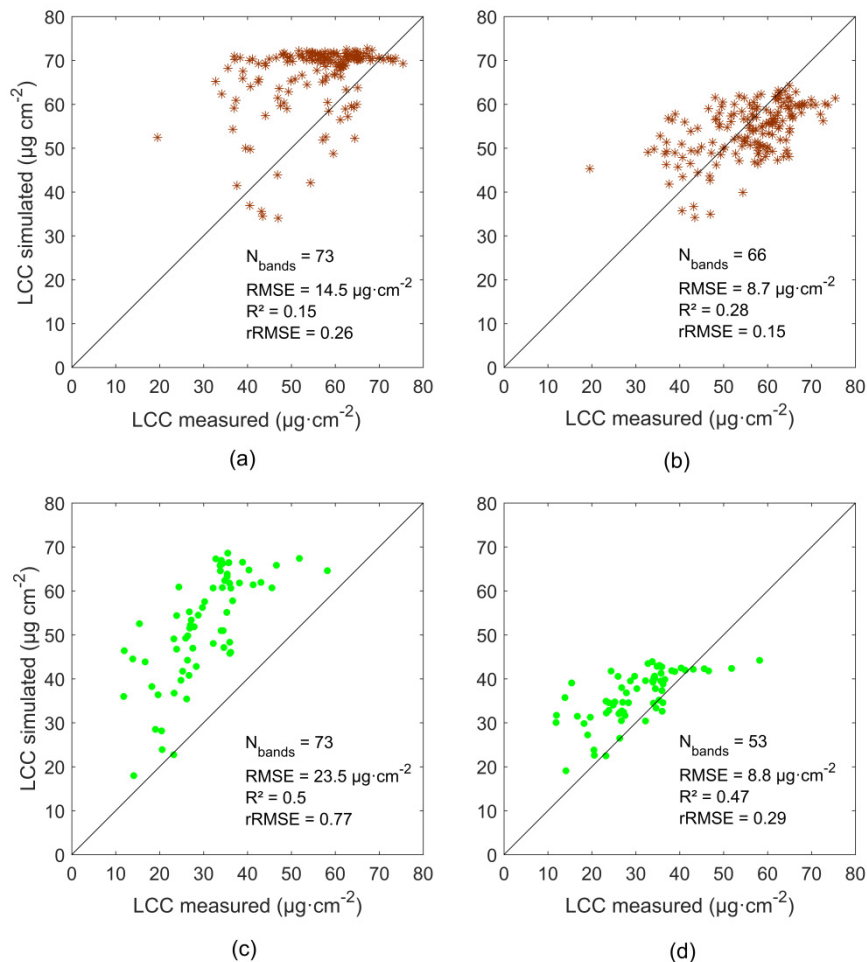 80
70
60
50
40
30
20
10
0
LCC simulated (µg cm⁻²)
N_bands = 73
RMSE = 14.5 µg·cm⁻²
R² = 0.15
rRMSE = 0.26
0 10 20 30 40 50 60 70 80
LCC measured (µg·cm⁻²)
(a)
80
70
60
50
40
30
20
10
0
N_bands = 66
RMSE = 8.7 µg·cm⁻²
R² = 0.28
rRMSE = 0.15
0 10 20 30 40 50 60 70 80
LCC measured (µg·cm⁻²)
(b)
80
70
60
50
40
30
20
10
0
LCC simulated (µg cm⁻²)
N_bands = 73
RMSE = 23.5 µg·cm⁻²
R² = 0.5
rRMSE = 0.77
0 10 20 30 40 50 60 70 80
LCC measured (µg·cm⁻²)
(c)
80
70
60
50
40
30
20
10
0
N_bands = 53
RMSE = 8.8 µg·cm⁻²
R² = 0.47
rRMSE = 0.29
0 10 20 30 40 50 60 70 80
LCC measured (µg·cm⁻²)
(d)